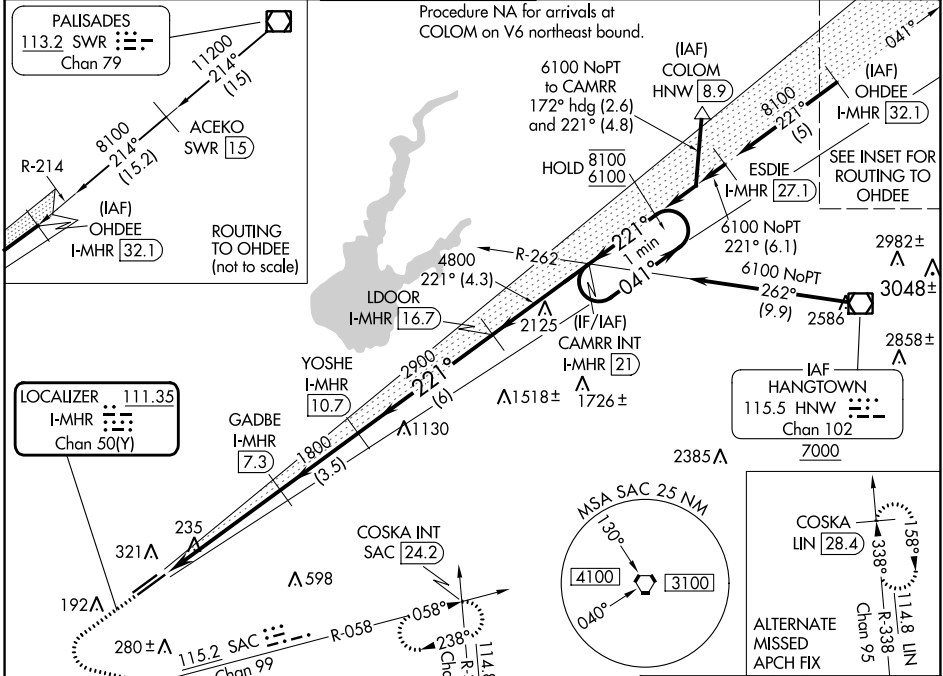 PALISADES
113.2 SWR
Chan 79
11200
214°
(15)
ACEKO
SWR 15
8100
214°
(15.2)
R-214
(IAF)
OHDEE
I-MHR 32.1
ROUTING
TO OHDEE
(not to scale)
Procedure NA for arrivals at
COLOM on V6 northeast bound.
6100 NoPT
to CAMRR
172° hdg (2.6)
and 221° (4.8)
(IAF)
COLOM
HNW 8.9
041°
(IAF)
OHDEE
I-MHR 32.1
8100
221°
(5)
HOLD 8100
6100
ESDIE
I-MHR 27.1
SEE INSET FOR
ROUTING TO
OHDEE
6100 NoPT
221° (6.1)
221°
1 min
041°
R-262
6100 NoPT
262°
(9.9)
2982±
3048±
2586
2858±
4800
221° (4.3)
LDOOR
I-MHR 16.7
2125
(IF/IAF)
CAMRR INT
I-MHR 21
IAF
HANGTOWN
115.5 HNW
Chan 102
7000
YOSHE
I-MHR
10.7
2900
221°
(6)
1518±
1726±
LOCALIZER 111.35
I-MHR
Chan 50(Y)
GADBE
I-MHR
7.3
1800
(3.5)
1130
2385
235
321
192
280±
598
COSKA INT
SAC 24.2
115.2 SAC
Chan 99
R-058
058°
238°
114.8
R-
MSA SAC 25 NM
130°
4100
3100
040°
COSKA
LIN 28.4
158°
338°
R-338
114.8 LIN
Chan 95
ALTERNATE
MISSED
APCH FIX